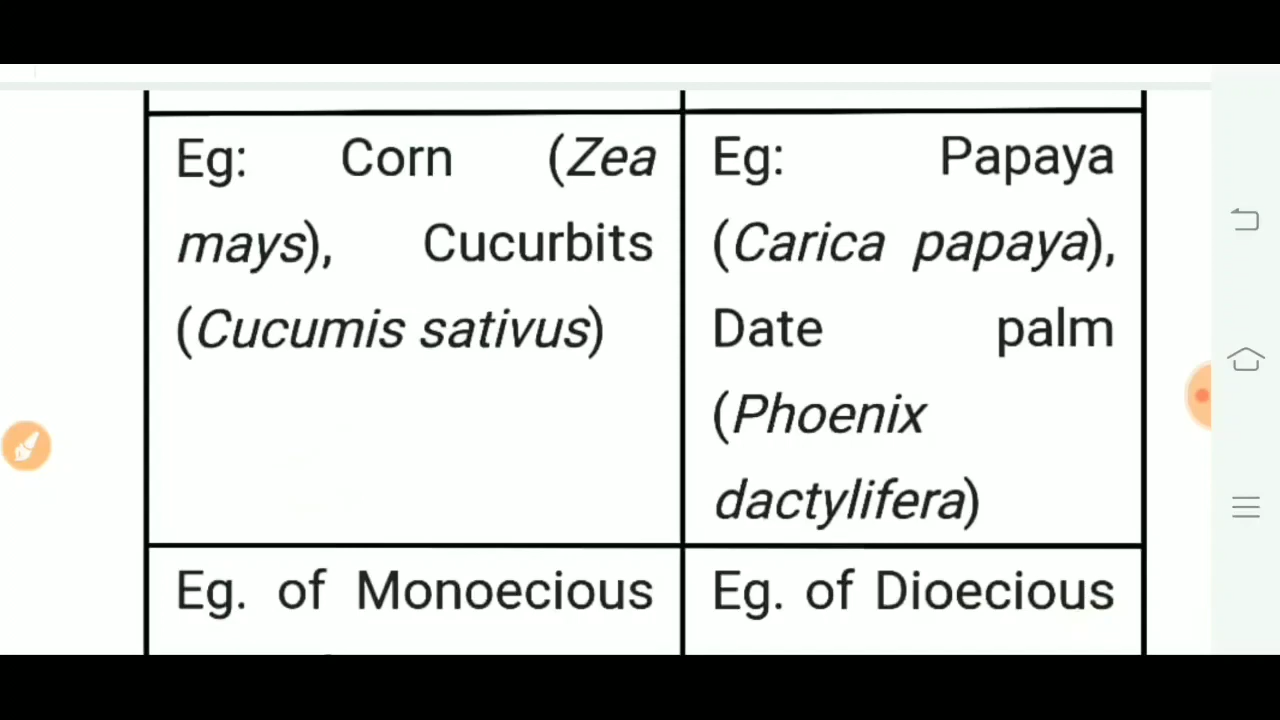 Eg: Corn (Zea
mays), Cucurbits
(Cucumis sativus)
Eg: Papaya
(Carica papaya),
Date palm
(Phoenix
dactylifera)
Eg. of Monoecious
Eg. of Dioecious